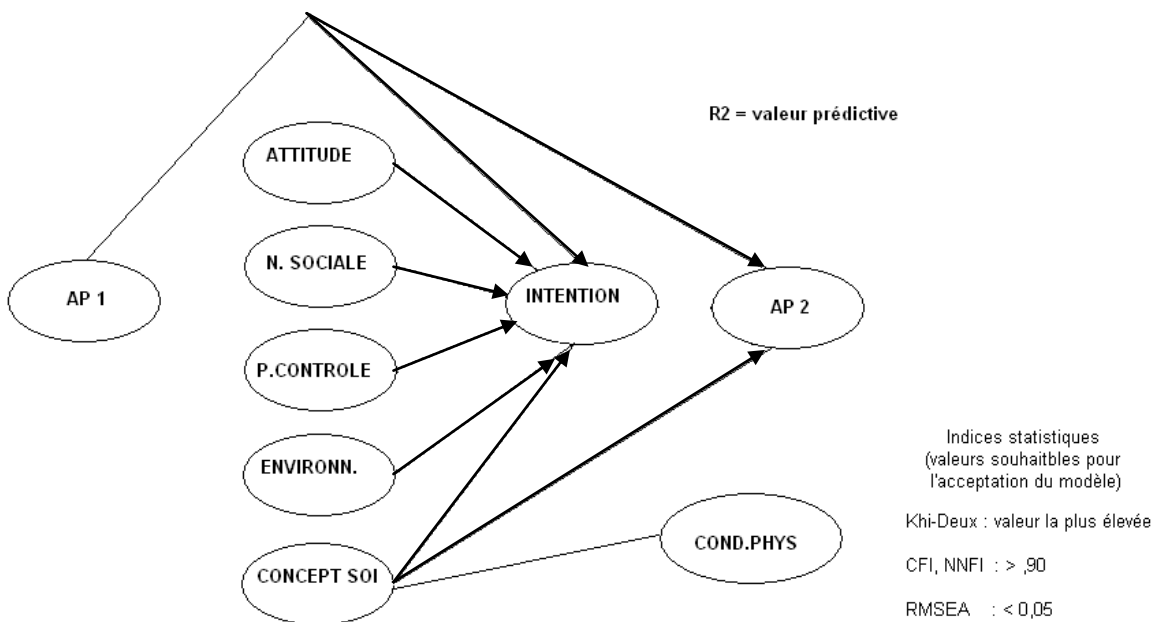 R2 = valeur prédictive
ATTITUDE
N. SOCIALE
AP 1
INTENTION
AP 2
P.CONTROLE
ENVIRONN.
CONCEPT SOI
COND.PHYS
Indices statistiques
(valeurs souhaitbles pour
l'acceptation du modèle)
Khi-Deux : valeur la plus élevée
CFI, NNFI : > ,90
RMSEA : < 0,05